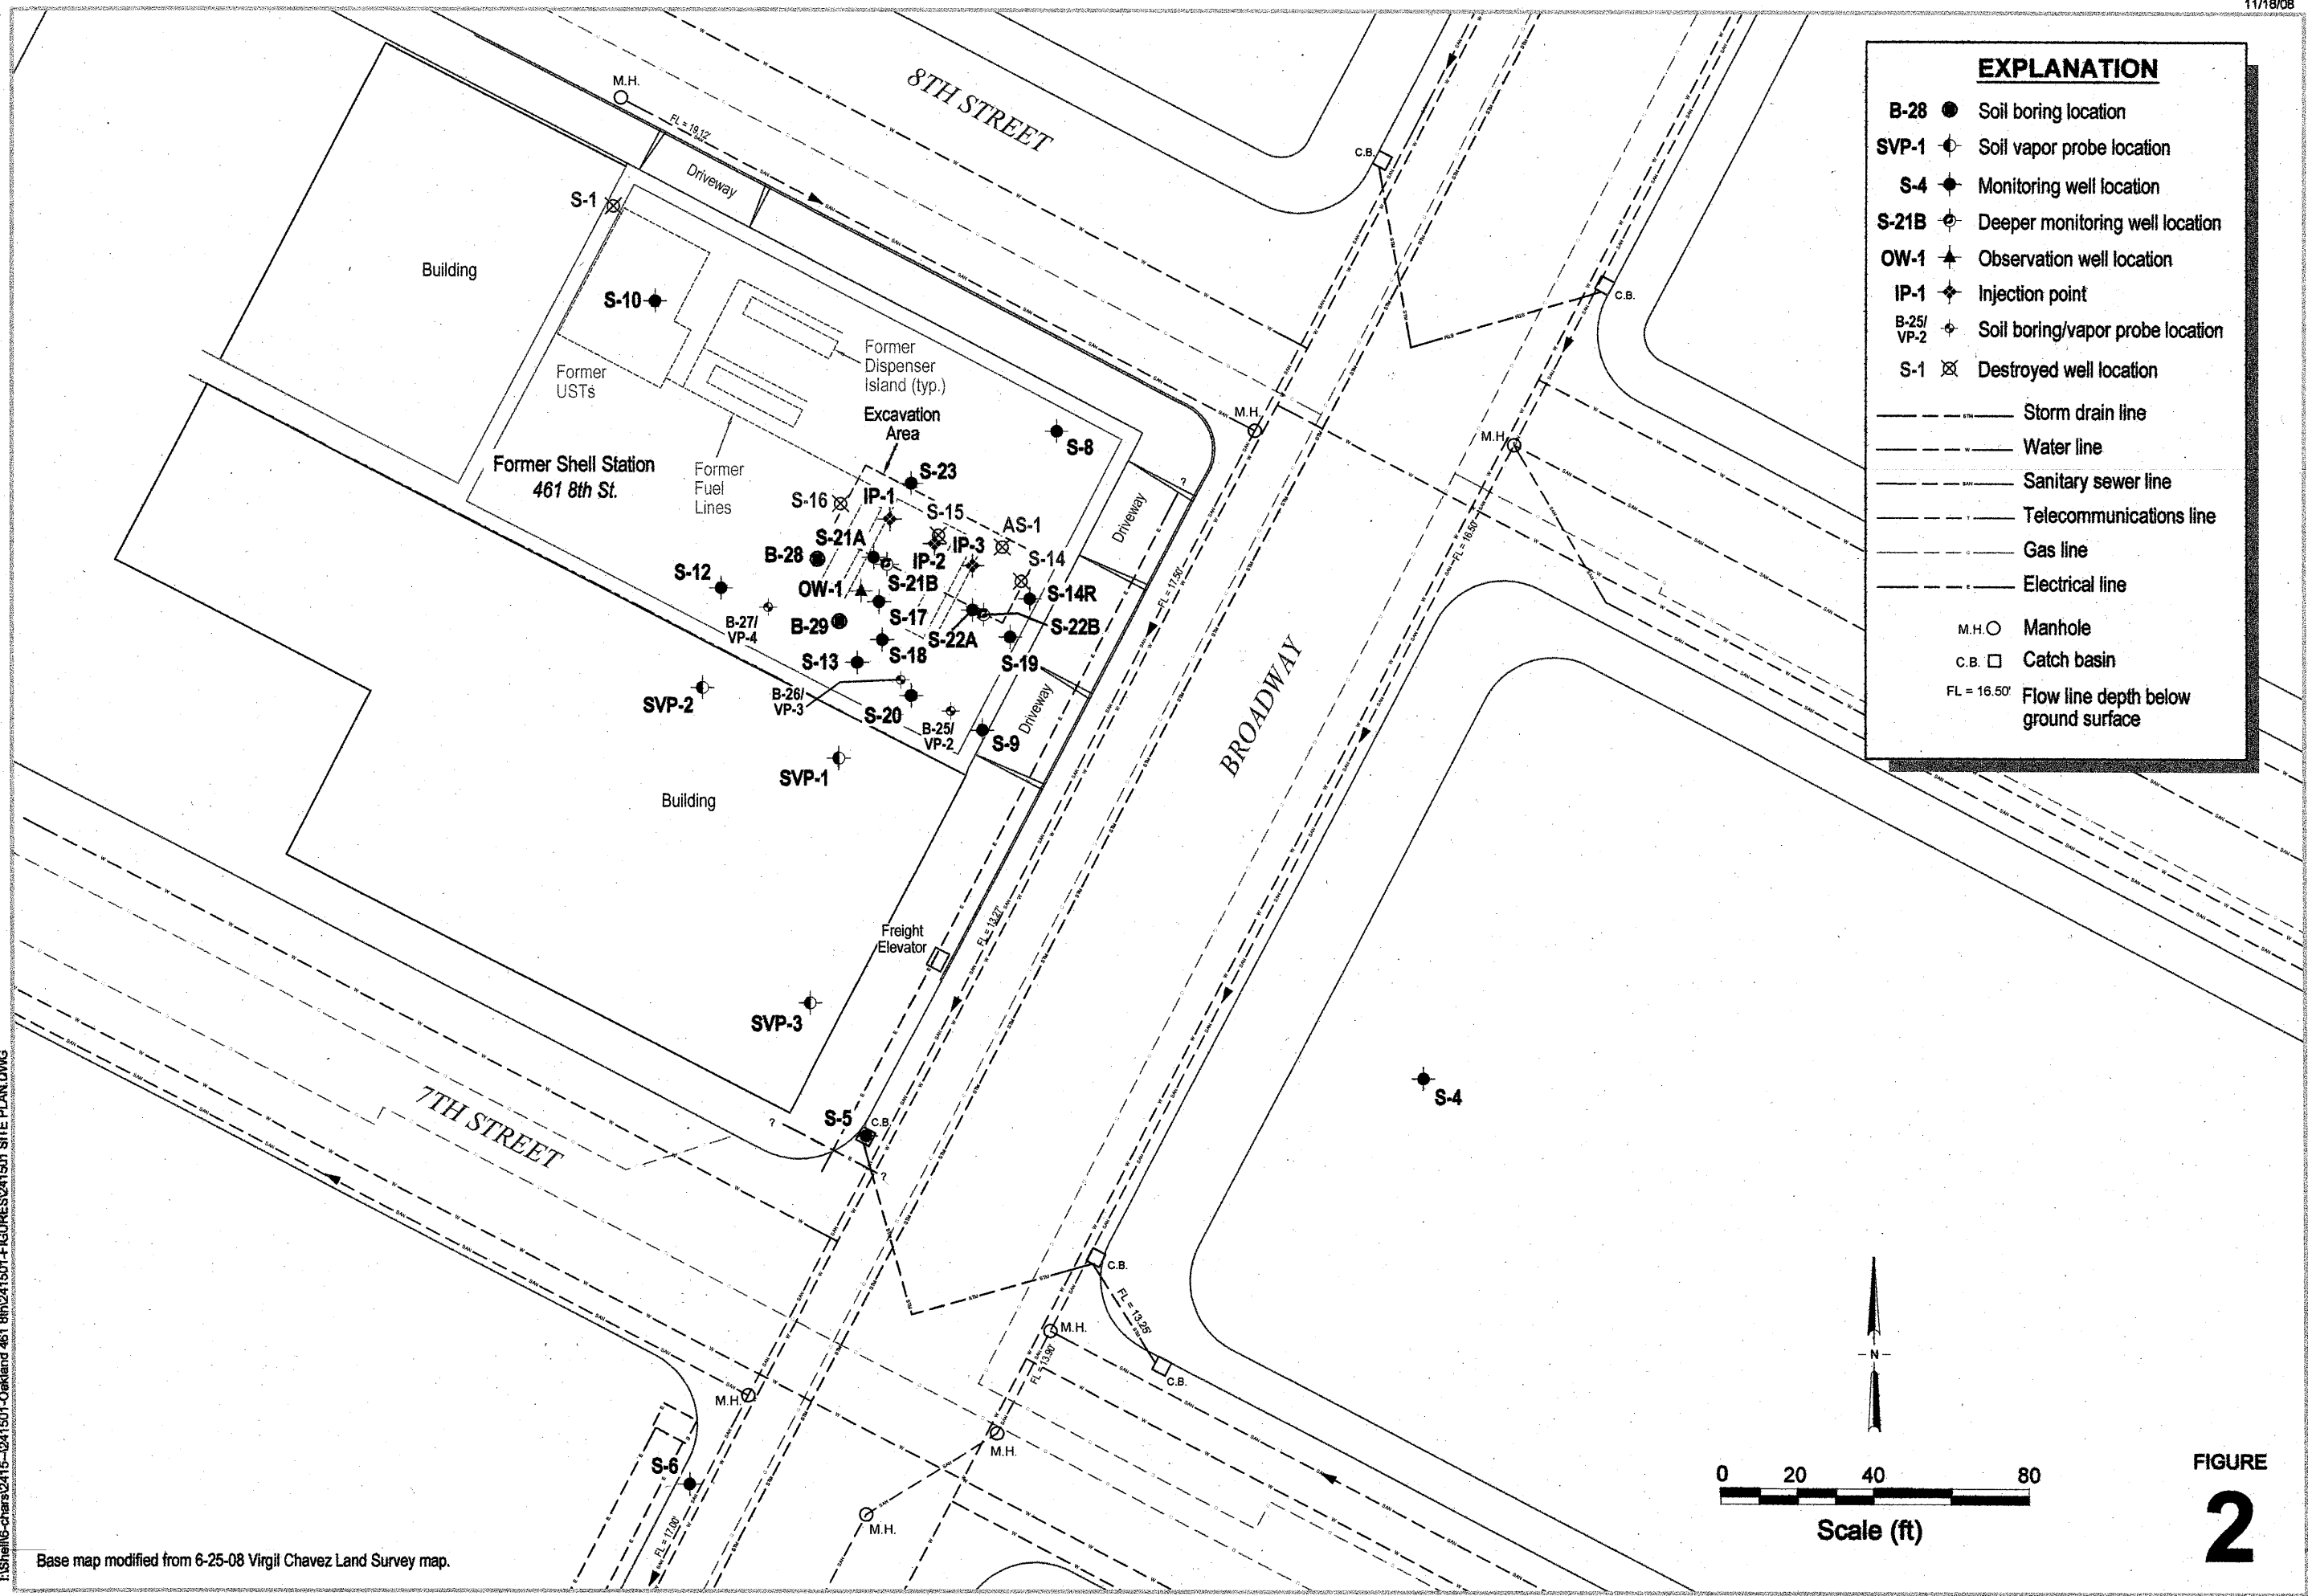 11/18/08
EXPLANATION
B-28 Soil boring location
SVP-1 Soil vapor probe location
S-4 Monitoring well location
S-21B Deeper monitoring well location
OW-1 Observation well location
IP-1 Injection point
B-25/
VP-2 Soil boring/vapor probe location
S-1 Destroyed well location
STM Storm drain line
W Water line
SAN Sanitary sewer line
T Telecommunications line
G Gas line
E Electrical line
M.H. Manhole
C.B. Catch basin
FL = 16.50' Flow line depth below
ground surface
8TH STREET
M.H.
FL = 19.12'
Driveway
C.B.
C.B.
S-1
Building
S-10
Former
USTs
Former
Dispenser
Island (typ.)
Excavation
Area
M.H.
M.H.
S-8
Former Shell Station
461 8th St.
Former
Fuel
Lines
S-23
S-16
IP-1
S-15
AS-1
S-21A
IP-3
B-28
IP-2
S-14
S-12
OW-1
S-21B
S-14R
S-17
B-27/
VP-4
B-29
S-22A
S-22B
S-18
S-13
S-19
Driveway
?
FL = 17.50'
FL = 16.50'
SVP-2
B-26/
VP-3
S-20
B-25/
VP-2
S-9
Driveway
BROADWAY
SVP-1
Building
Freight
Elevator
FL = 13.27'
SVP-3
7TH STREET
?
S-5
C.B.
?
S-4
C.B.
FL = 13.25'
M.H.
FL = 13.90'
C.B.
M.H.
M.H.
S-6
M.H.
FL = 17.00'
N
0 20 40 80
Scale (ft)
FIGURE
2
Base map modified from 6-25-08 Virgil Chavez Land Survey map.